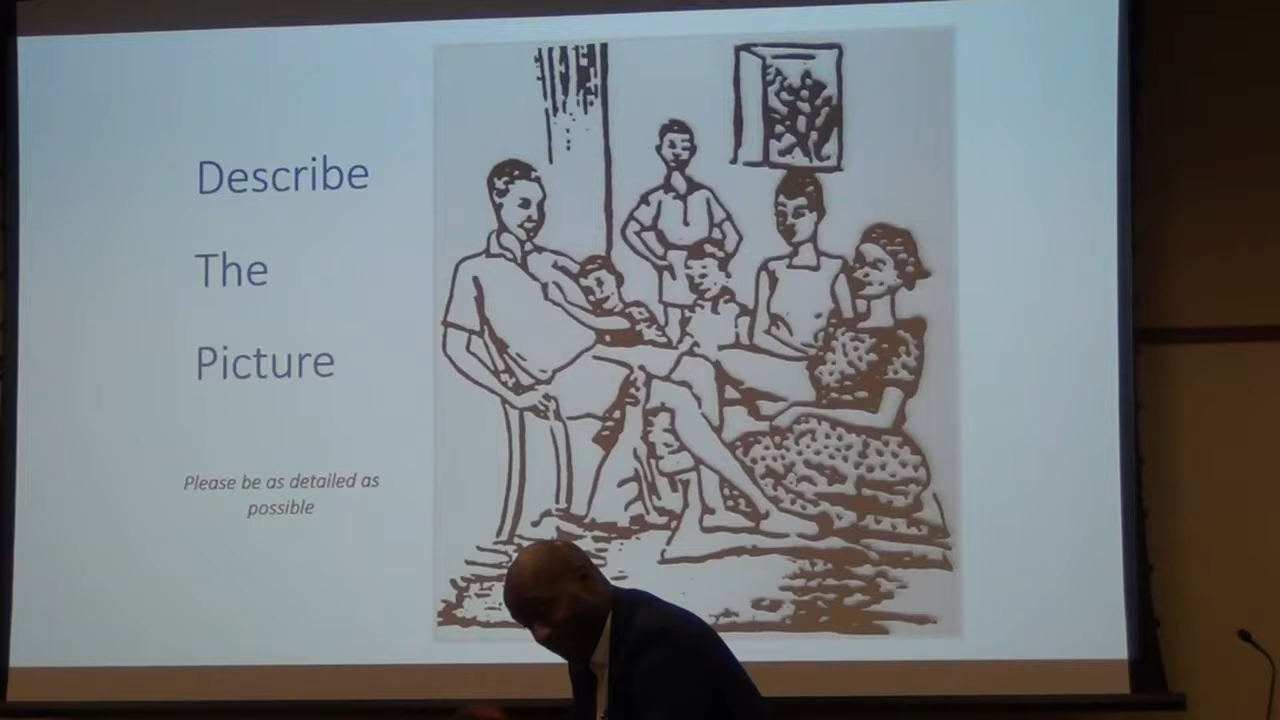 Describe
The
Picture
Please be as detailed as
possible